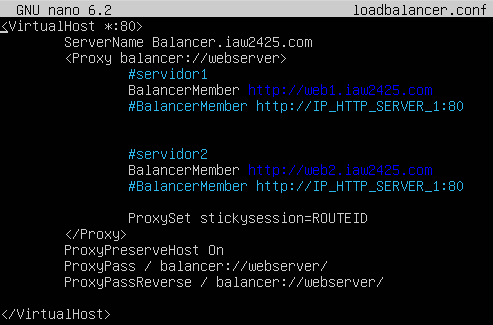 GNU nano 6.2 loadbalancer.conf
<VirtualHost *:80>
ServerName Balancer.iaw2425.com
<Proxy balancer://webserver>
#servidor1
BalancerMember http://web1.iaw2425.com
#BalancerMember http://IP_HTTP_SERVER_1:80
#servidor2
BalancerMember http://web2.iaw2425.com
#BalancerMember http://IP_HTTP_SERVER_1:80
ProxySet stickysession=ROUTEID
</Proxy>
ProxyPreserveHost On
ProxyPass / balancer://webserver/
ProxyPassReverse / balancer://webserver/
</VirtualHost>